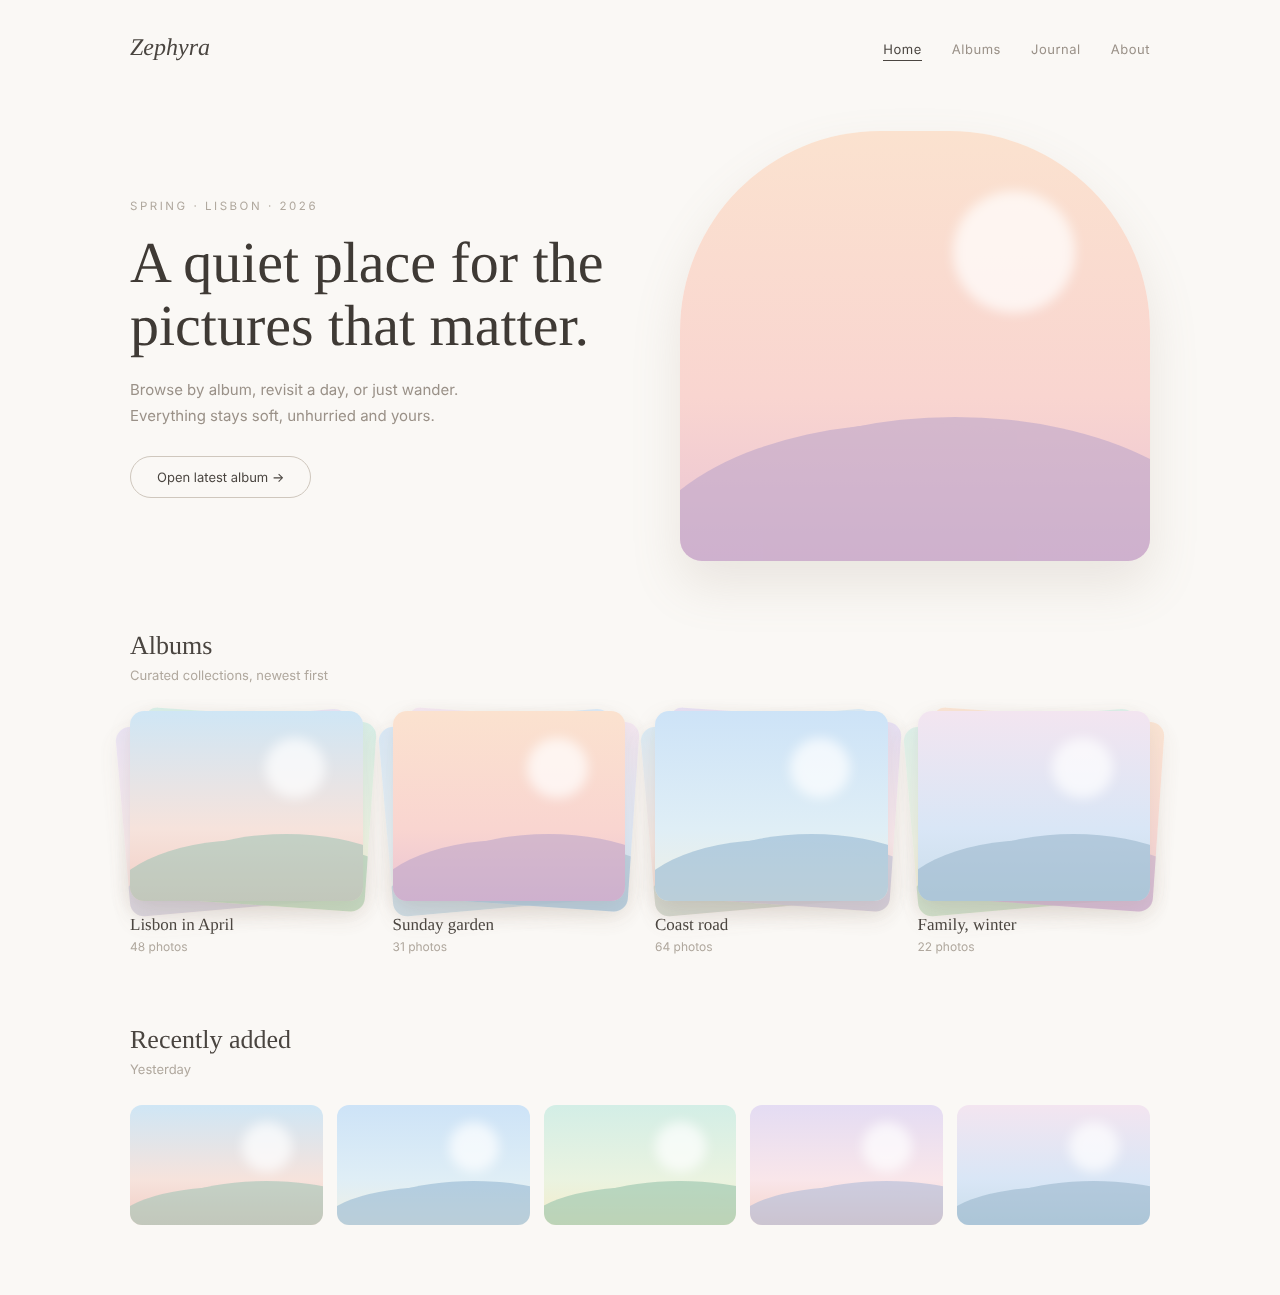 Zephyra
Home Albums Journal About
SPRING · LISBON · 2026
A quiet place for the
pictures that matter.
Browse by album, revisit a day, or just wander.
Everything stays soft, unhurried and yours.
Open latest album →
Albums
Curated collections, newest first
Lisbon in April
48 photos
Sunday garden
31 photos
Coast road
64 photos
Family, winter
22 photos
Recently added
Yesterday